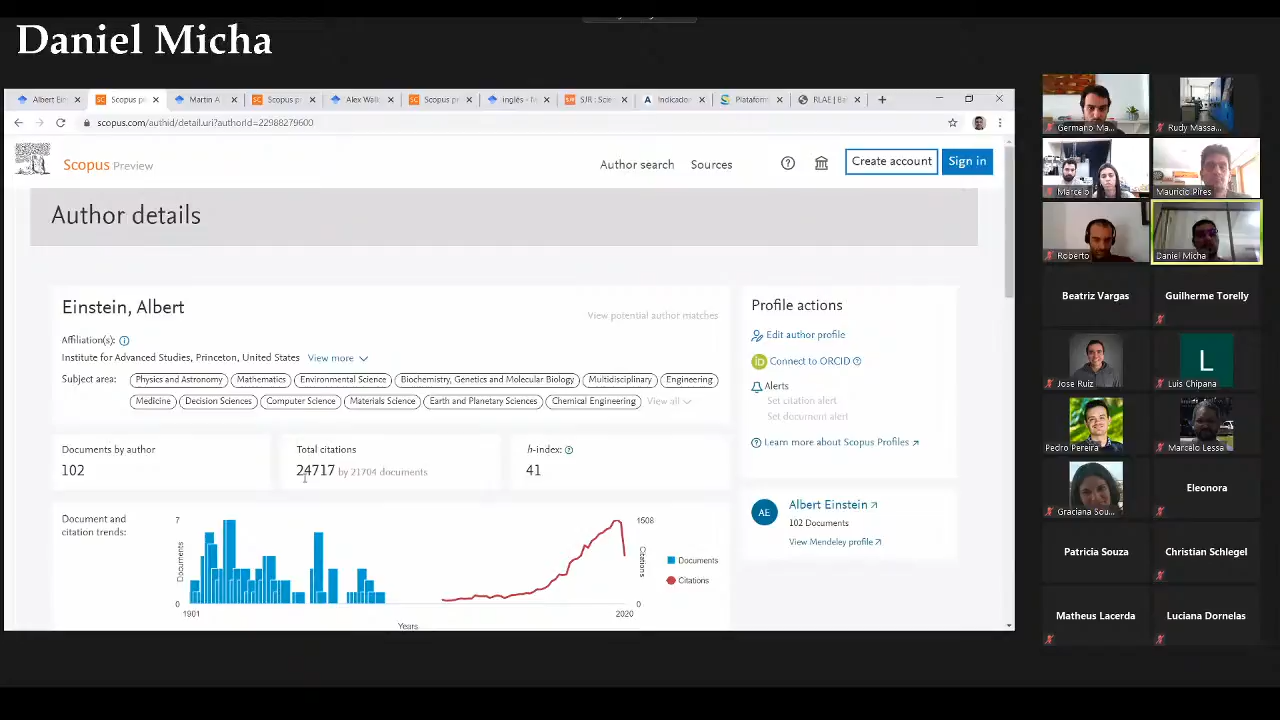 Daniel Micha
Albert Ein
Scopus p
Martin A
Scopus p
Alex Wall
Scopus p
inglês - M
SJR : Scie
Indicado
Plataform
RLAE | Ba
scopus.com/authid/detail.uri?authorId=22988279600
Scopus Preview
Author search
Sources
Create account
Sign in
Author details
Einstein, Albert
View potential author matches
Affiliation(s):
Institute for Advanced Studies, Princeton, United States View more
Subject area:
Physics and Astronomy
Mathematics
Environmental Science
Biochemistry, Genetics and Molecular Biology
Multidisciplinary
Engineering
Medicine
Decision Sciences
Computer Science
Materials Science
Earth and Planetary Sciences
Chemical Engineering
View all
Documents by author
102
Total citations
24717 by 21704 documents
h-index:
41
Document and
citation trends:
7
Documents
0
1901
Years
2020
1508
Citations
0
Documents
Citations
Profile actions
Edit author profile
Connect to ORCID
Alerts
Set citation alert
Set document alert
Learn more about Scopus Profiles
AE
Albert Einstein
102 Documents
View Mendeley profile
Germano Ma...
Rudy Massa...
Marcelo
Mauricio Pires
Roberto
Daniel Micha
Beatriz Vargas
Guilherme Torelly
Jose Ruiz
L
Luis Chipana
Pedro Pereira
Marcelo Lessa
Graciana Sou...
Eleonora
Patricia Souza
Christian Schlegel
Matheus Lacerda
Luciana Dornelas